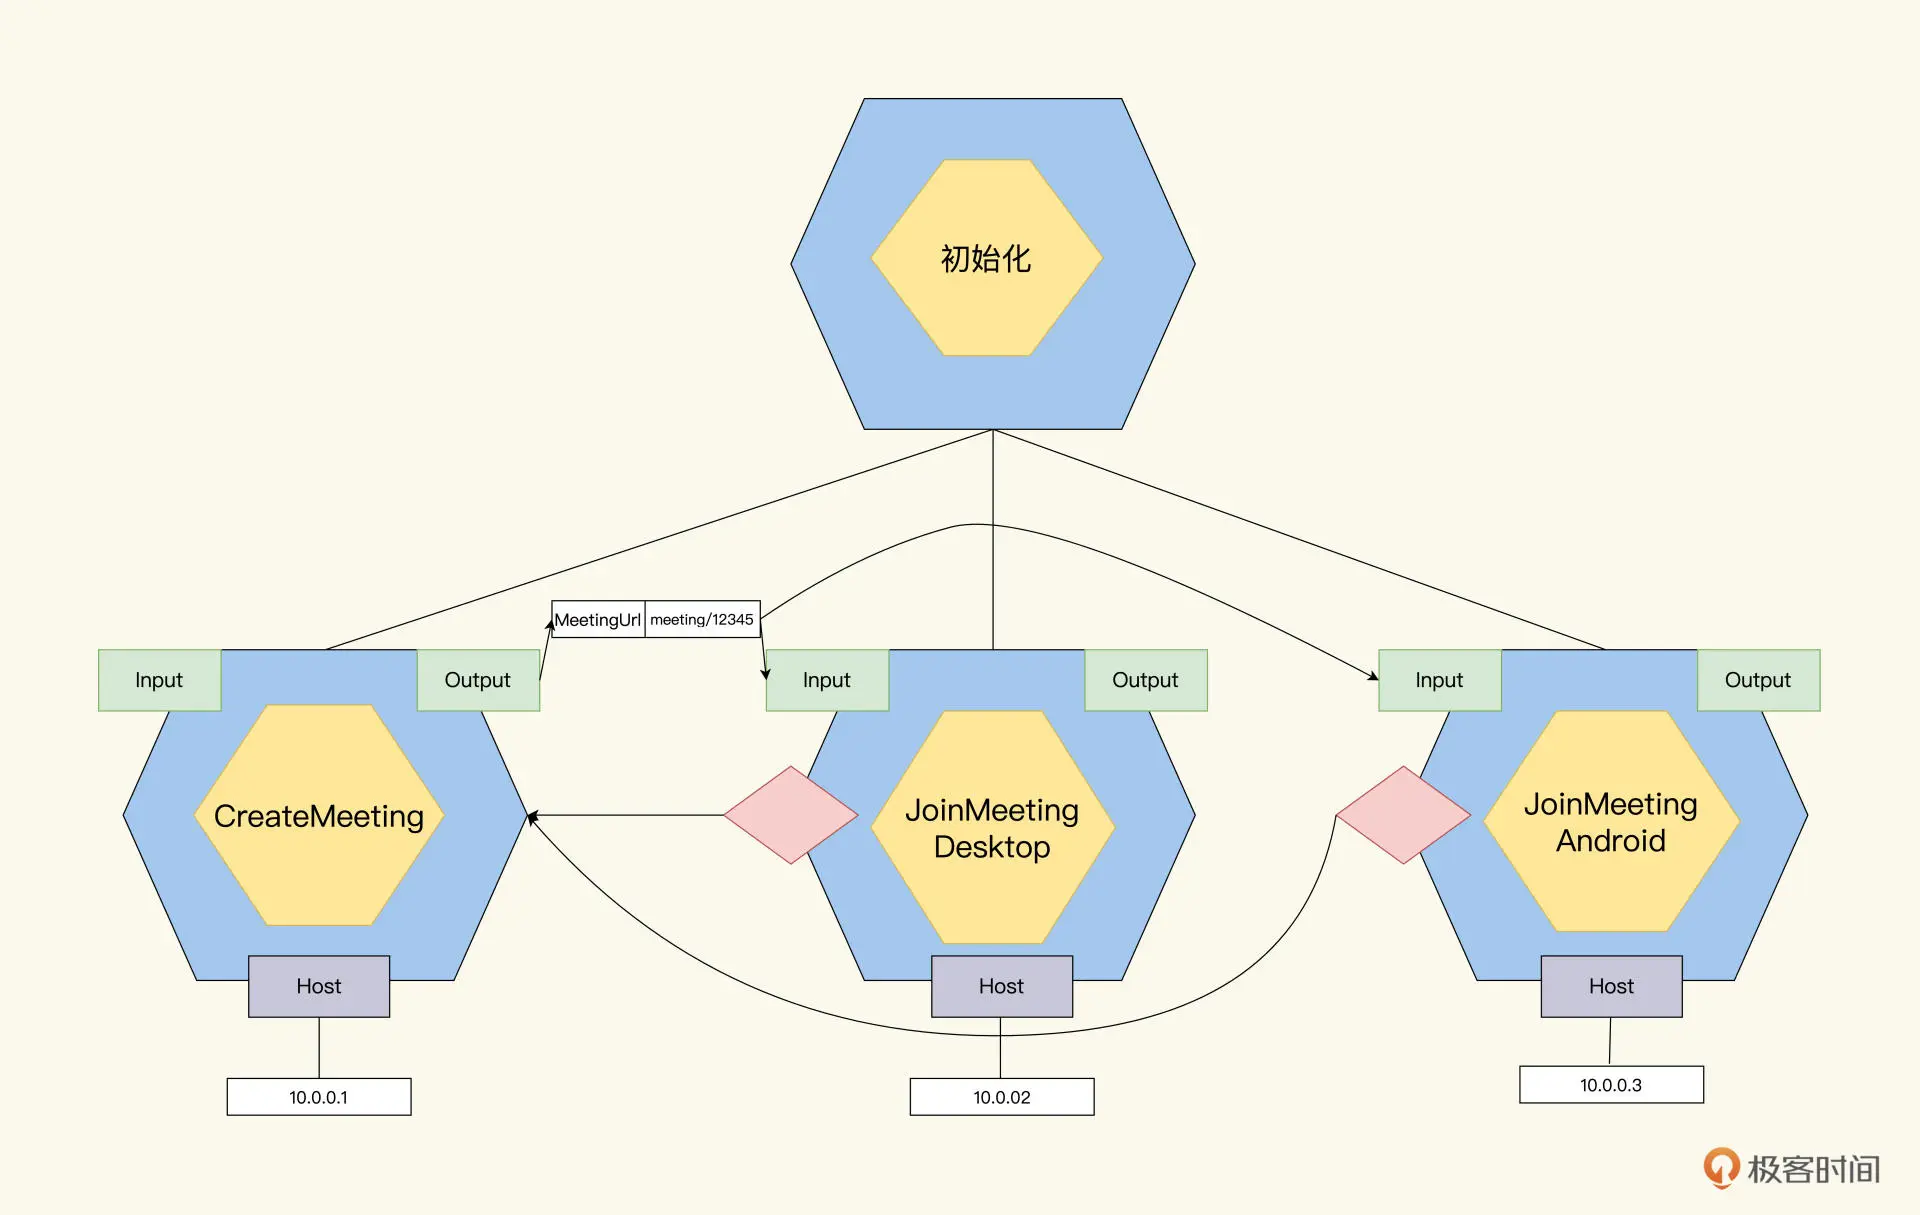 初始化
MeetingUrl meeting/12345
Input
Output
Input
Output
Input
Output
CreateMeeting
JoinMeeting
Desktop
JoinMeeting
Android
Host
Host
Host
10.0.0.1
10.0.02
10.0.0.3
极客时间